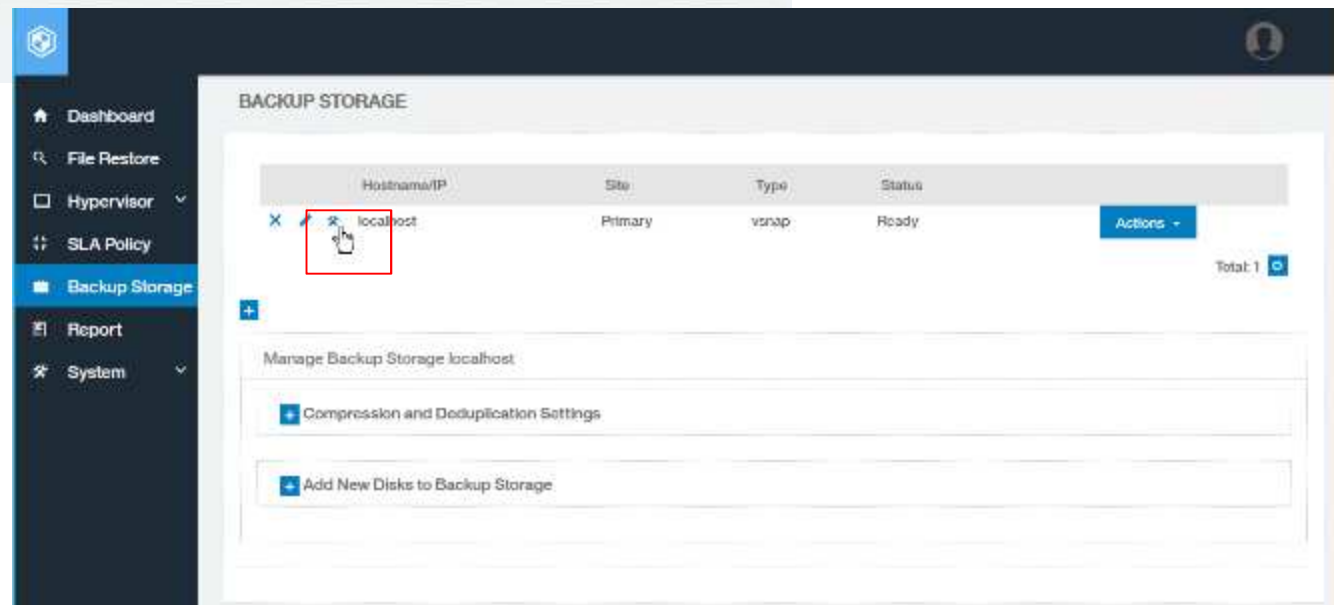 BACKUP STORAGE
Dashboard
File Restore
Hypervisor
SLA Policy
Backup Storage
Report
System
Hostname/IP Site Type Status
localhost Primary vsnap Ready Actions
Total: 1
Manage Backup Storage localhost
Compression and Deduplication Settings
Add New Disks to Backup Storage